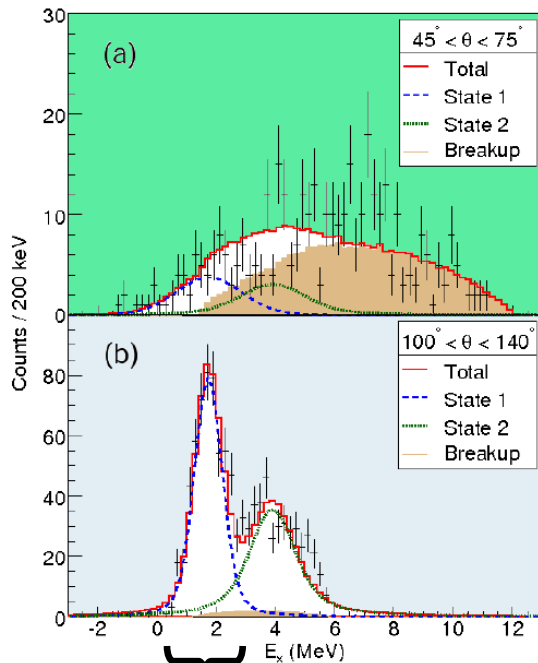 (a)
45° < θ < 75°
Total
State 1
State 2
Breakup
30
20
10
0
Counts / 200 keV
(b)
100° < θ < 140°
Total
State 1
State 2
Breakup
80
60
40
20
0
-2 0 2 4 6 8 10 12
Eₓ (MeV)